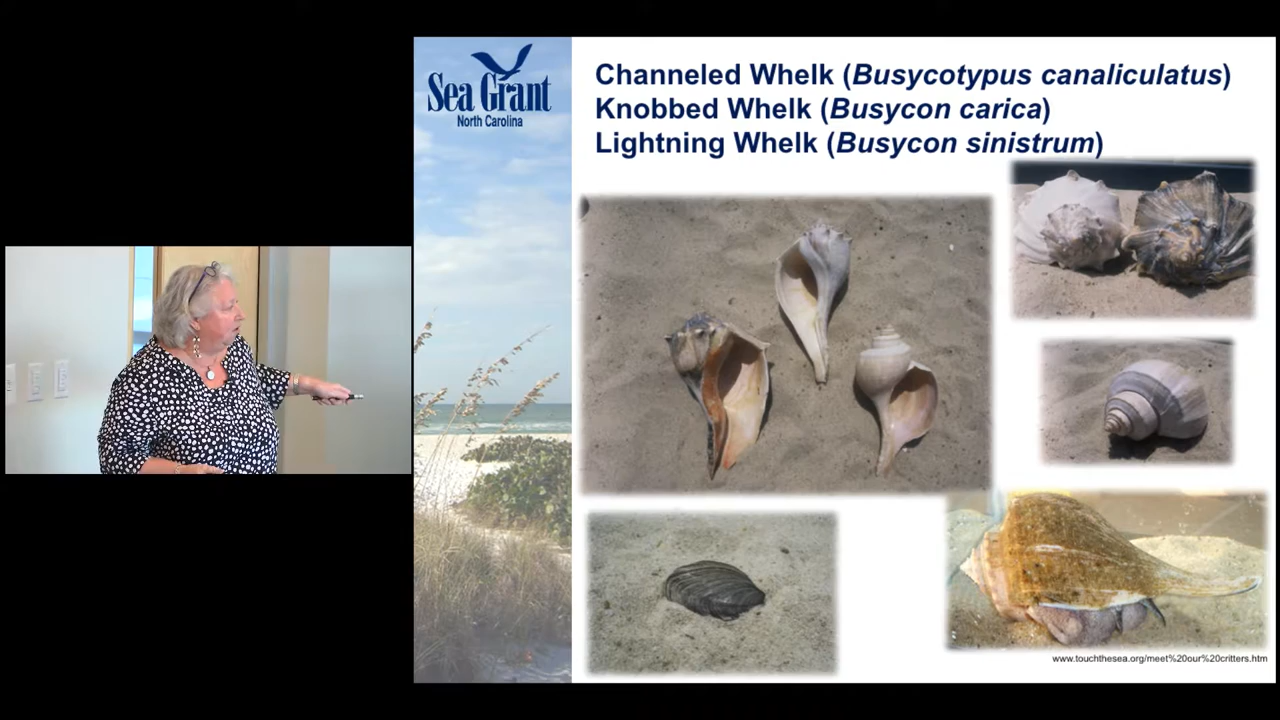 Sea Grant
North Carolina
Channeled Whelk (Busycotypus canaliculatus)
Knobbed Whelk (Busycon carica)
Lightning Whelk (Busycon sinistrum)
www.touchthesea.org/meet%20our%20critters.htm